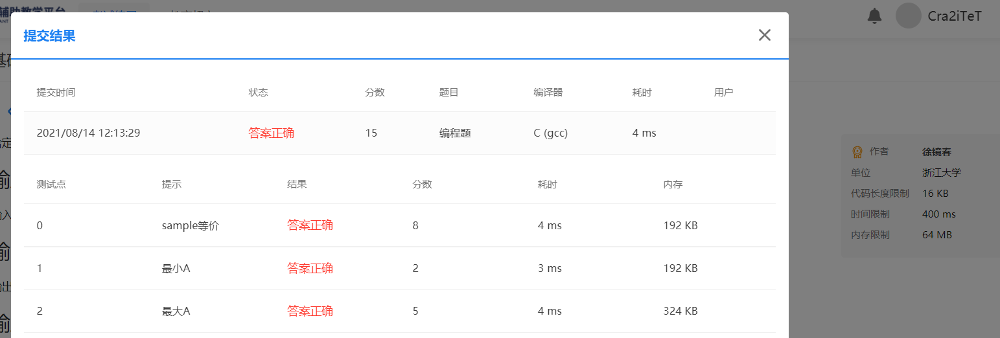 辅助教学平台
Cra2iTeT
提交结果
提交时间 状态 分数 题目 编译器 耗时 用户
2021/08/14 12:13:29 答案正确 15 编程题 C (gcc) 4 ms
测试点 提示 结果 分数 耗时 内存
0 sample等价 答案正确 8 4 ms 192 KB
1 最小A 答案正确 2 3 ms 192 KB
2 最大A 答案正确 5 4 ms 324 KB
作者 徐镜春
单位 浙江大学
代码长度限制 16 KB
时间限制 400 ms
内存限制 64 MB